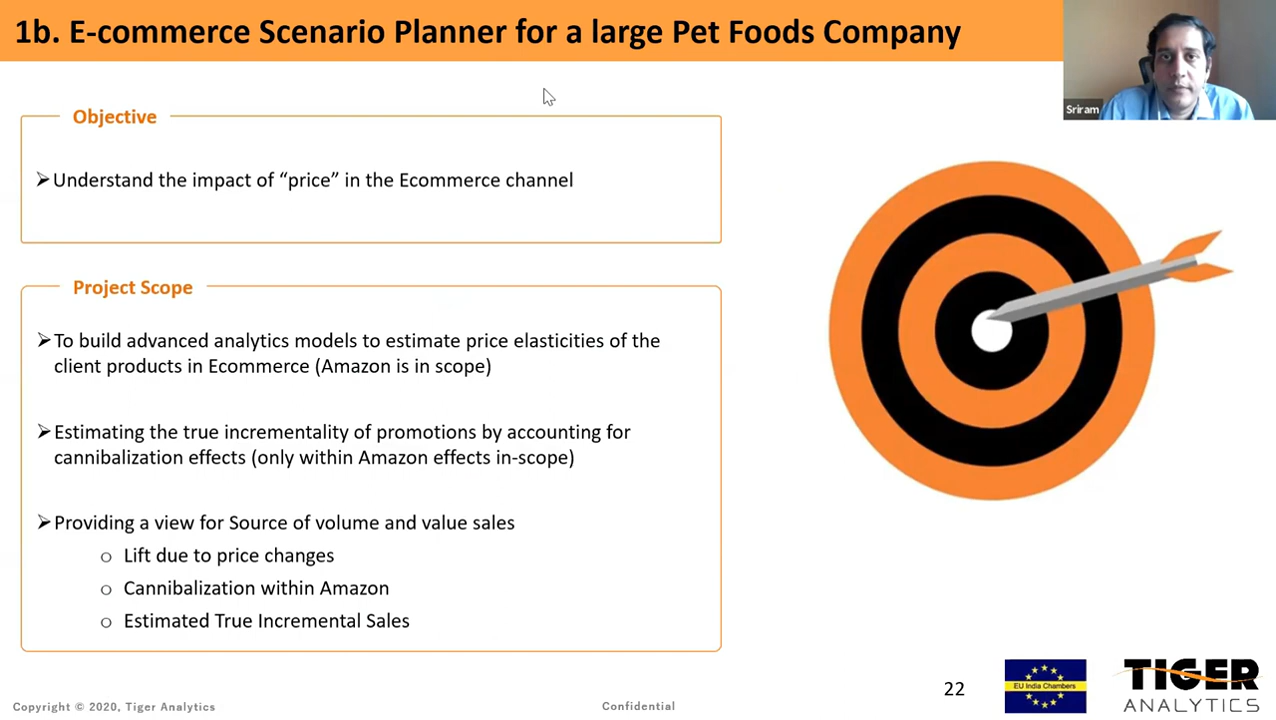 1b. E-commerce Scenario Planner for a large Pet Foods Company
Sriram
Objective
➢Understand the impact of “price” in the Ecommerce channel
Project Scope
➢To build advanced analytics models to estimate price elasticities of the
client products in Ecommerce (Amazon is in scope)
➢Estimating the true incrementality of promotions by accounting for
cannibalization effects (only within Amazon effects in-scope)
➢Providing a view for Source of volume and value sales
o Lift due to price changes
o Cannibalization within Amazon
o Estimated True Incremental Sales
22
EU India Chambers
TIGER
ANALYTICS
Copyright © 2020, Tiger Analytics
Confidential